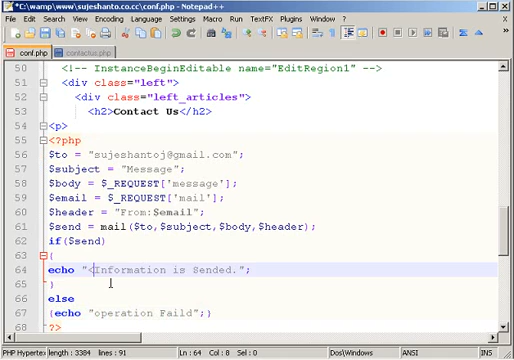 *C:\wamp\www\sujeshanto.co.cc\conf.php - Notepad++
File Edit Search View Encoding Language Settings Macro Run TextFX Plugins Window ? X
conf.php contactus.php
50 <!-- InstanceBeginEditable name="EditRegion1" -->
51 <div class="left">
52 <div class="left_articles">
53 <h2>Contact Us</h2>
54 <p>
55 <?php
56 $to = "sujeshantoj@gmail.com";
57 $subject = "Message";
58 $body = $_REQUEST['message'];
59 $email = $_REQUEST['mail'];
60 $header = "From:$email";
61 $send = mail($to,$subject,$body,$header);
62 if($send)
63 {
64 echo "<Information is Sended.";
65 }
66 else
67 {echo "operation Faild";}
68 ?>
PHP Hypertex length : 3384 lines : 91 Ln : 64 Col : 8 Sel : 0 Dos\Windows ANSI INS